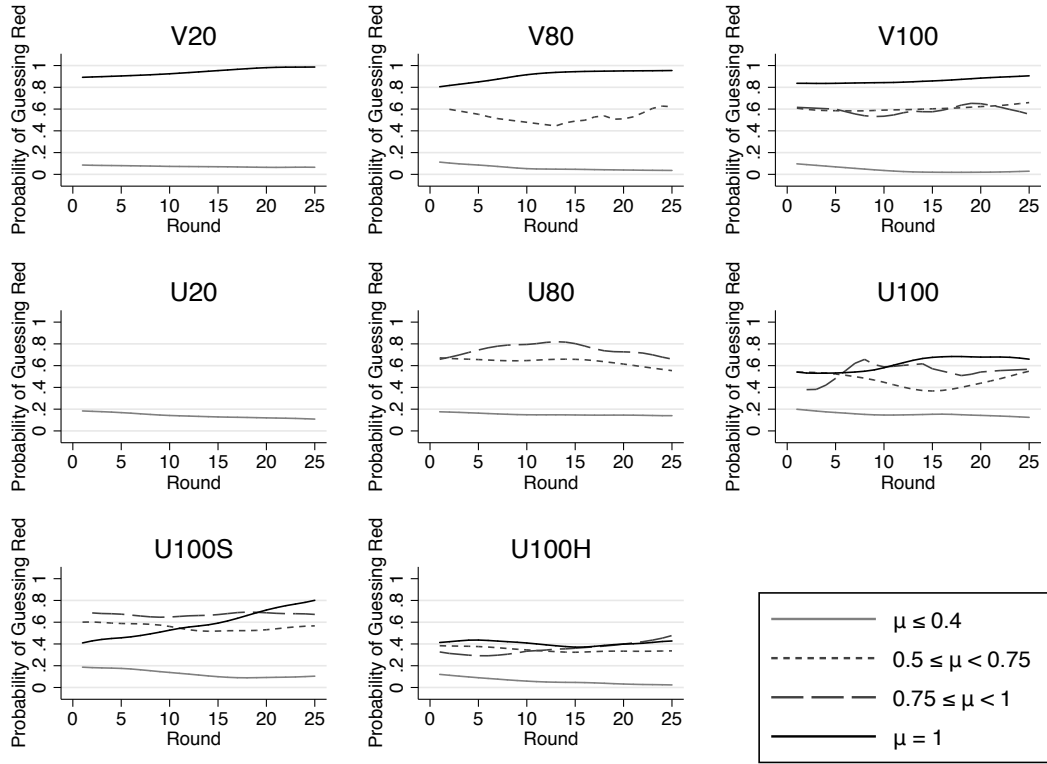 V20
Probability of Guessing Red
0 .2 .4 .6 .8 1
0 5 10 15 20 25
Round
V80
Probability of Guessing Red
0 .2 .4 .6 .8 1
0 5 10 15 20 25
Round
V100
Probability of Guessing Red
0 .2 .4 .6 .8 1
0 5 10 15 20 25
Round
U20
Probability of Guessing Red
0 .2 .4 .6 .8 1
0 5 10 15 20 25
Round
U80
Probability of Guessing Red
0 .2 .4 .6 .8 1
0 5 10 15 20 25
Round
U100
Probability of Guessing Red
0 .2 .4 .6 .8 1
0 5 10 15 20 25
Round
U100S
Probability of Guessing Red
0 .2 .4 .6 .8 1
0 5 10 15 20 25
Round
U100H
Probability of Guessing Red
0 .2 .4 .6 .8 1
0 5 10 15 20 25
Round
μ ≤ 0.4
0.5 ≤ μ < 0.75
0.75 ≤ μ < 1
μ = 1